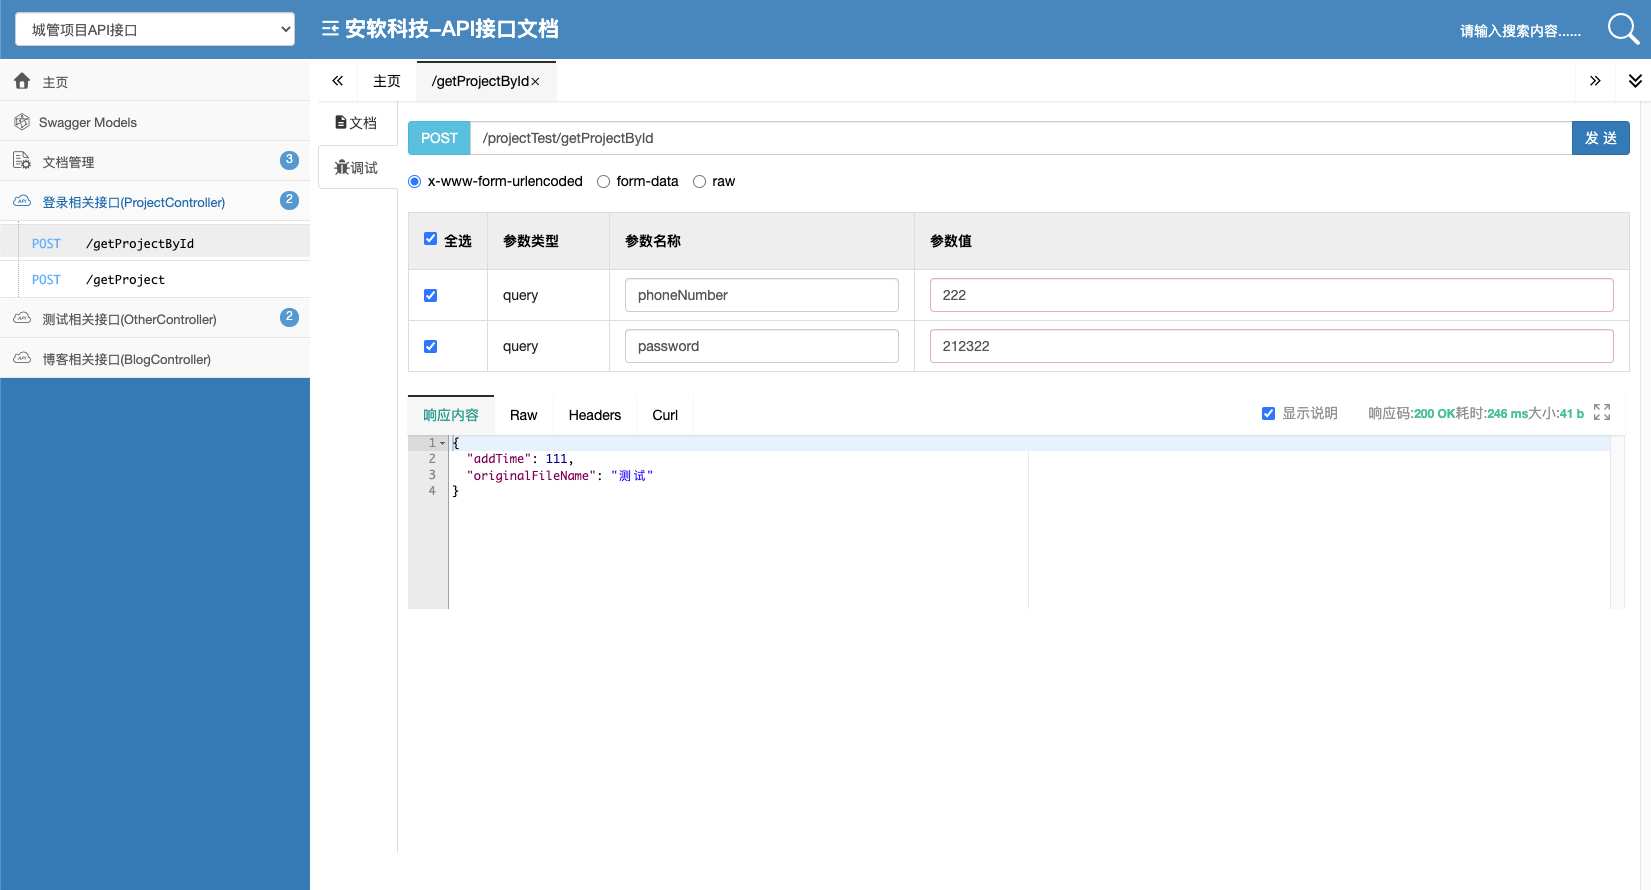 城管项目API接口
安软科技-API接口文档
请输入搜索内容......
主页
Swagger Models
文档管理 3
登录相关接口(ProjectController) 2
POST /getProjectById
POST /getProject
测试相关接口(OtherController) 2
博客相关接口(BlogController)
主页 /getProjectById×
文档
调试
POST /projectTest/getProjectById 发 送
x-www-form-urlencoded form-data raw
全选 参数类型 参数名称 参数值
query phoneNumber 222
query password 212322
响应内容 Raw Headers Curl 显示说明 响应码:200 OK耗时:246 ms大小:41 b
1 {
2 "addTime": 111,
3 "originalFileName": "测试"
4 }